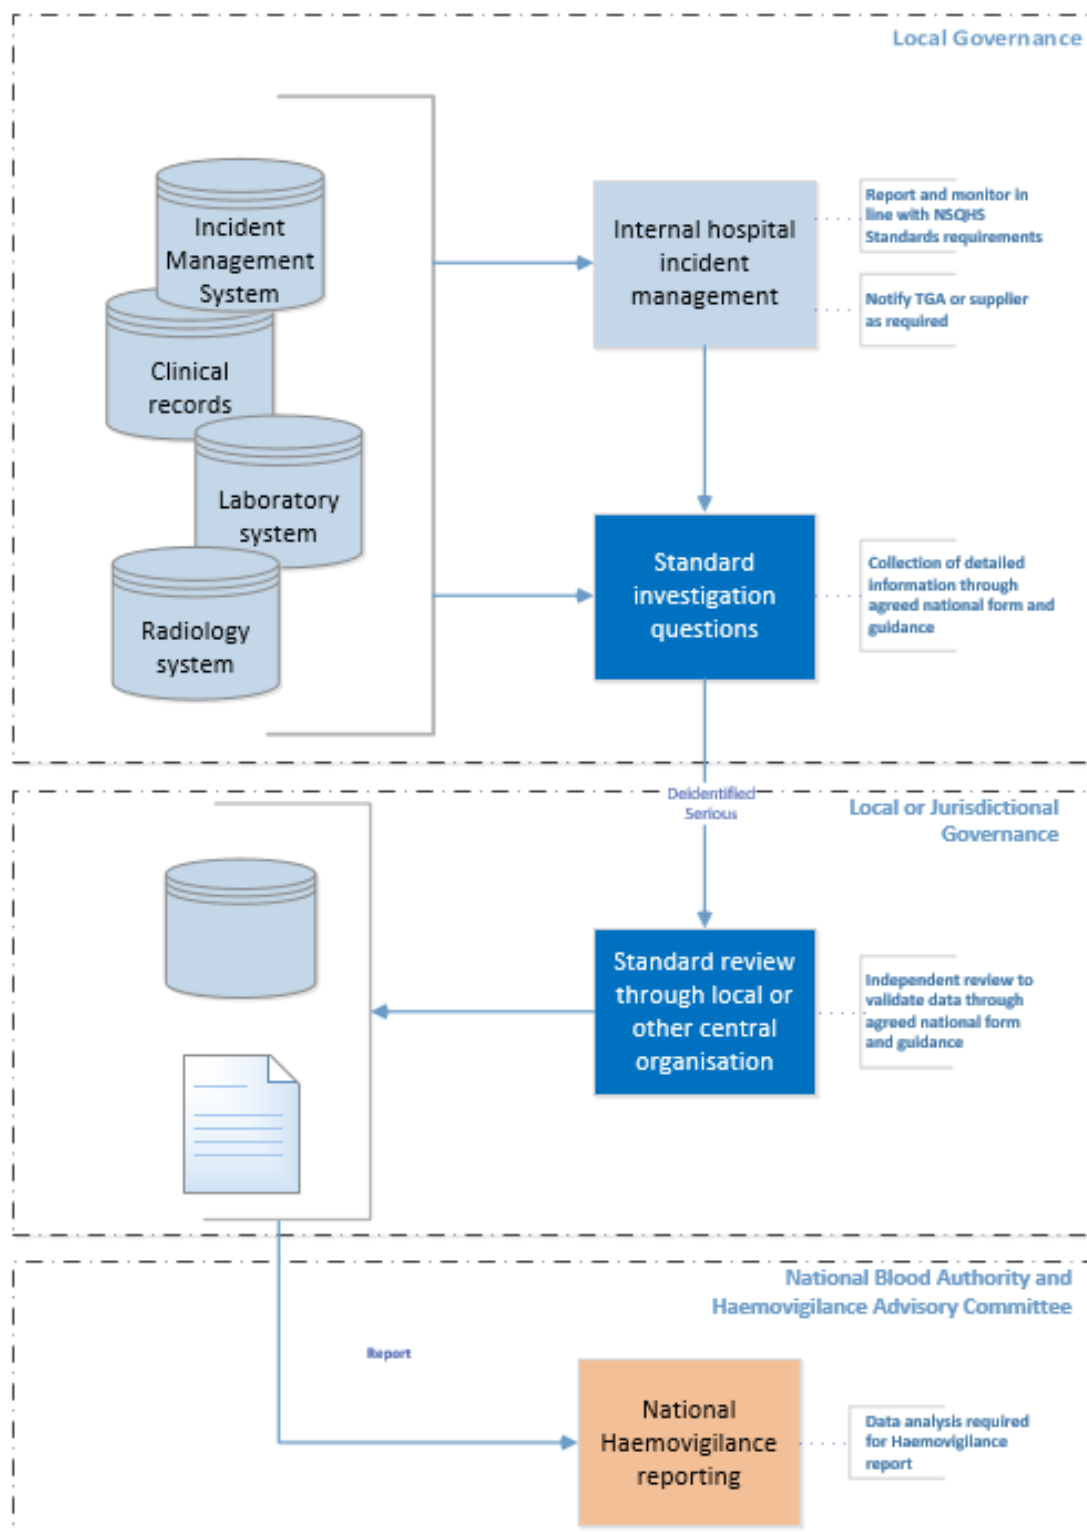 Local Governance
Incident
Management
System
Clinical
records
Laboratory
system
Radiology
system
Internal hospital
incident
management
Report and monitor in
line with NSQHS
Standards requirements
Notify TGA or supplier
as required
Standard
investigation
questions
Collection of detailed
information through
agreed national form and
guidance
Deidentified
Serious
Local or Jurisdictional
Governance
Standard review
through local or
other central
organisation
Independent review to
validate data through
agreed national form
and guidance
National Blood Authority and
Haemovigilance Advisory Committee
Report
National
Haemovigilance
reporting
Data analysis required
for Haemovigilance
report